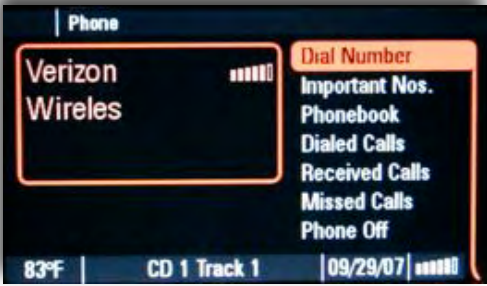 Phone
Verizon
Wireles
Dial Number
Important Nos.
Phonebook
Dialed Calls
Received Calls
Missed Calls
Phone Off
83°F
CD 1 Track 1
09/29/07